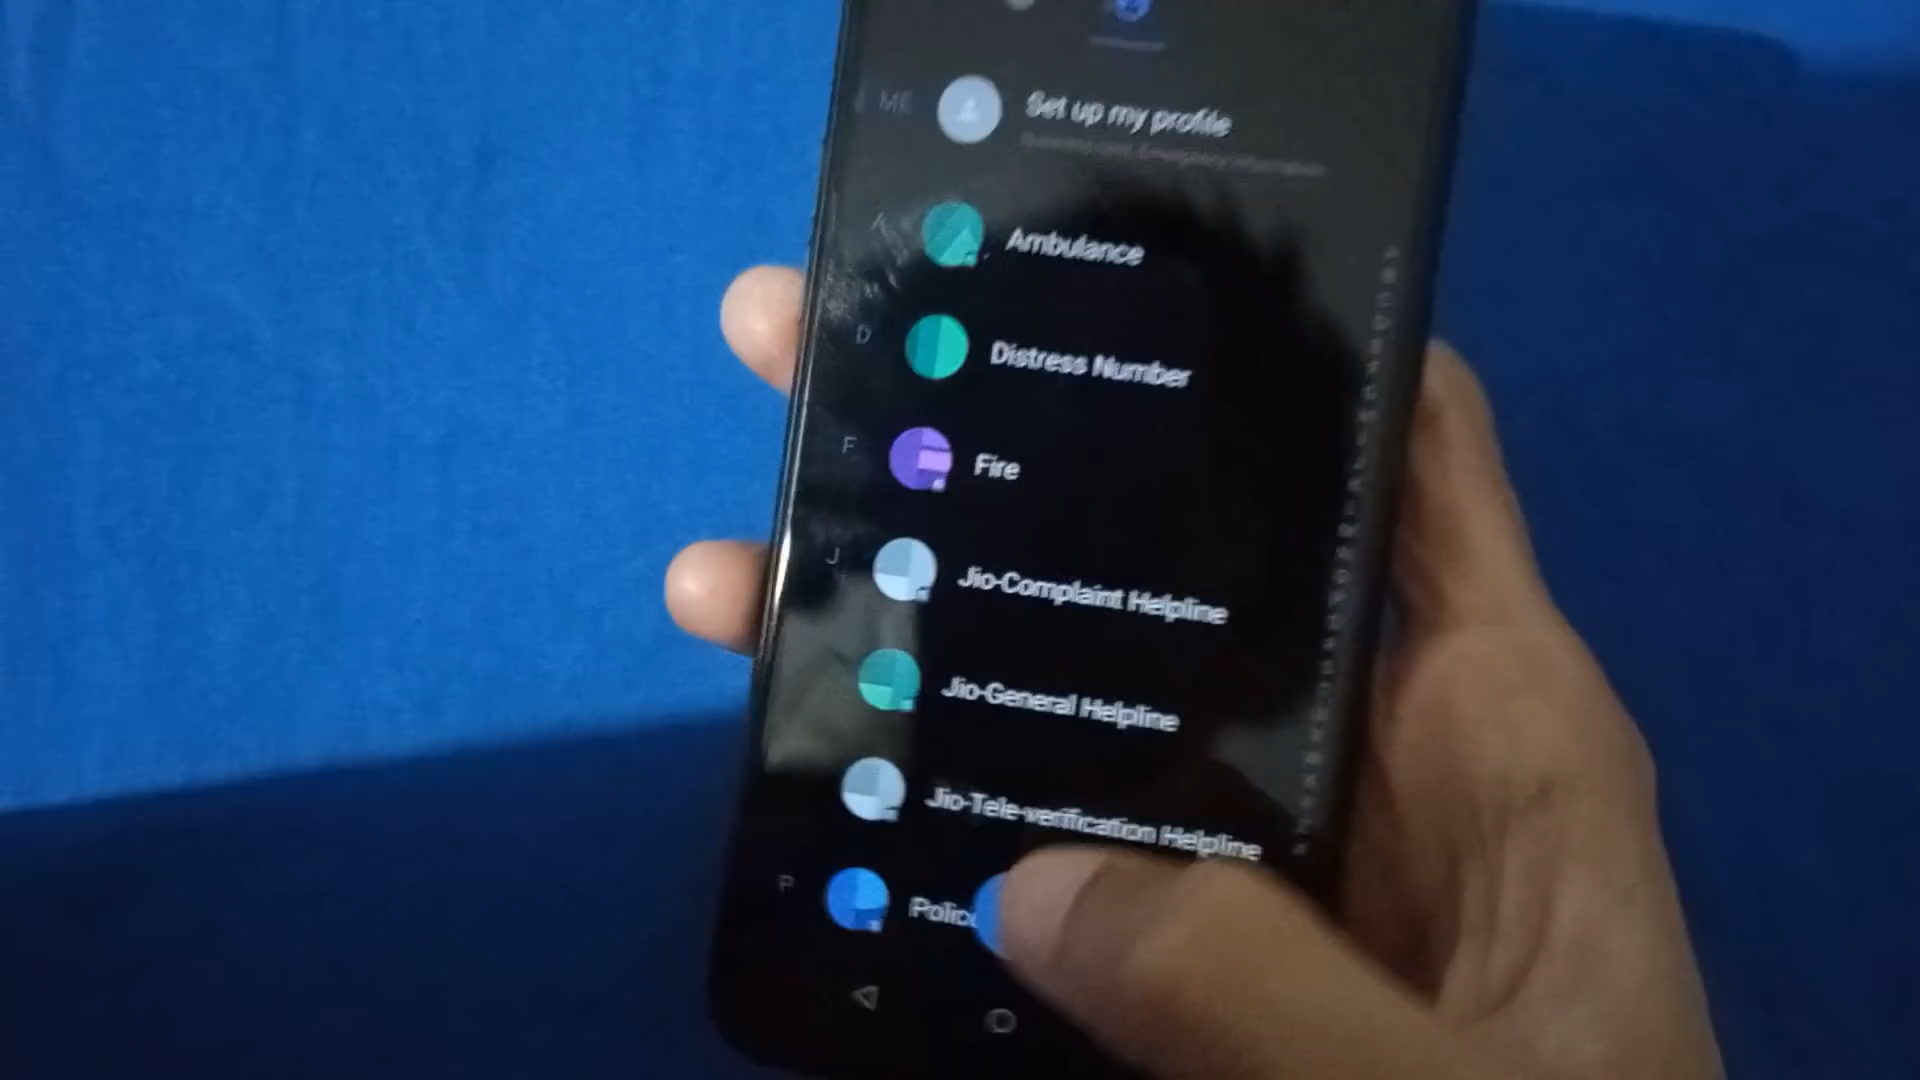 ME
Set up my profile
A
Ambulance
D
Distress Number
F
Fire
J
Jio-Complaint Helpline
Jio-General Helpline
Jio-Tele-verification Helpline
P